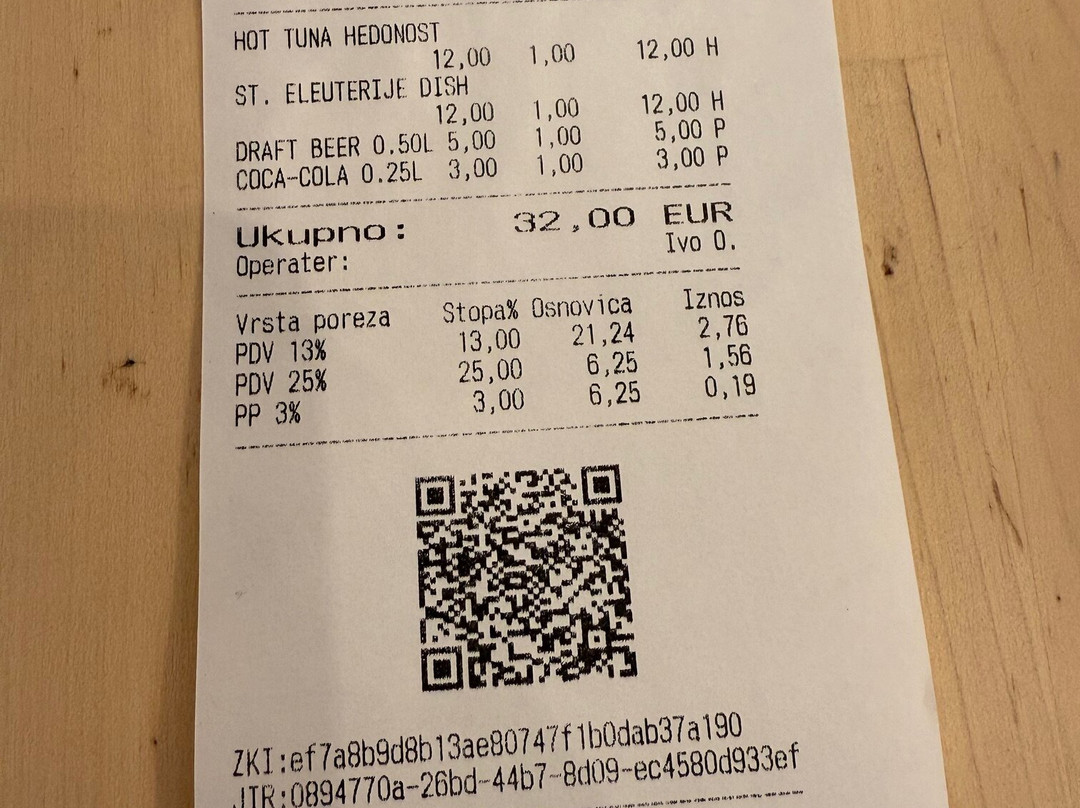 HOT TUNA HEDONOST
12,00 1,00 12,00 H
ST. ELEUTERIJE DISH
12,00 1,00 12,00 H
DRAFT BEER 0.50L 5,00 1,00 5,00 P
COCA-COLA 0.25L 3,00 1,00 3,00 P
Ukupno: 32,00 EUR
Operater: Ivo O.
Vrsta poreza Stopa% Osnovica Iznos
PDV 13% 13,00 21,24 2,76
PDV 25% 25,00 6,25 1,56
PP 3% 3,00 6,25 0,19
ZKI:ef7a8b9d8b13ae80747f1b0dab37a190
JIR:0894770a-26bd-44b7-8d09-ec4580d933ef